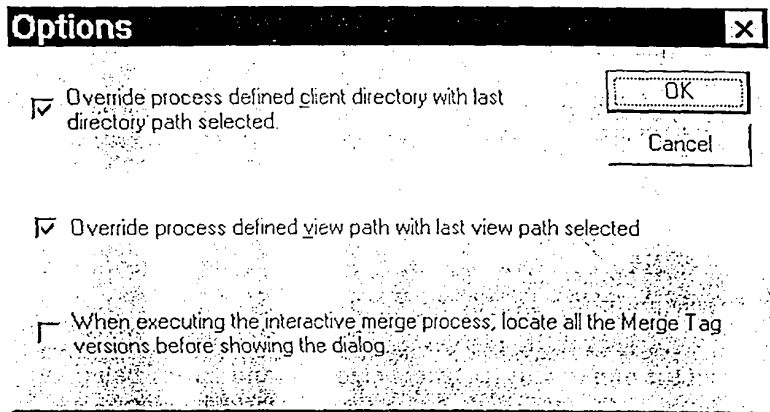 Options
Override process defined client directory with last
directory path selected.
OK
Cancel
Override process defined view path with last view path selected
When executing the interactive merge process, locate all the Merge Tag
versions before showing the dialog.